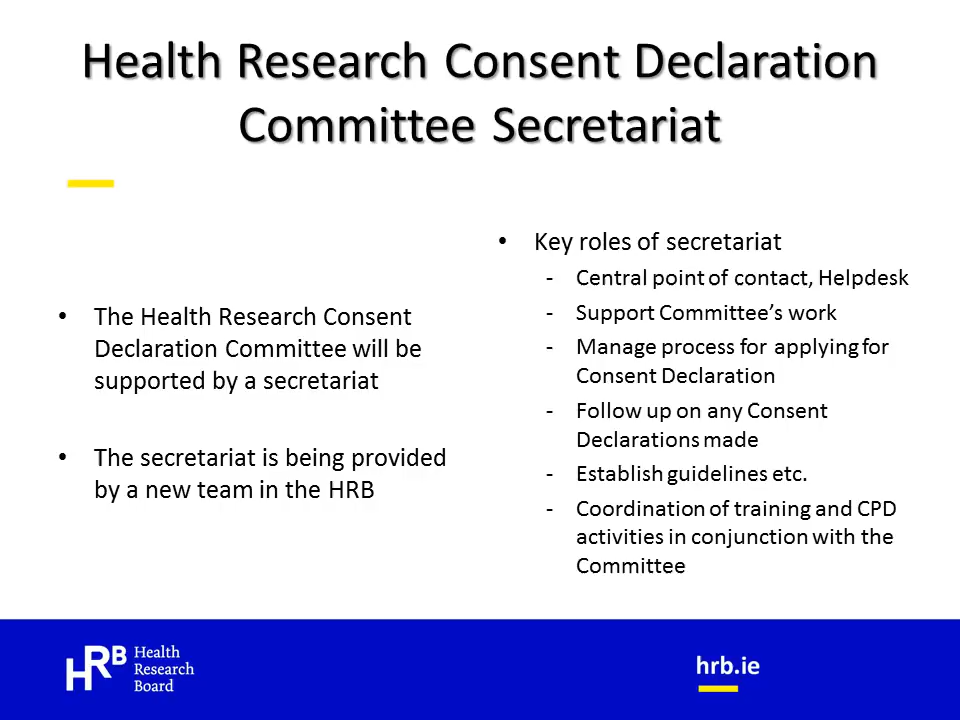 Health Research Consent Declaration
Committee Secretariat
• The Health Research Consent
Declaration Committee will be
supported by a secretariat
• The secretariat is being provided
by a new team in the HRB
• Key roles of secretariat
- Central point of contact, Helpdesk
- Support Committee’s work
- Manage process for applying for
Consent Declaration
- Follow up on any Consent
Declarations made
- Establish guidelines etc.
- Coordination of training and CPD
activities in conjunction with the
Committee
HRB
Health
Research
Board
hrb.ie